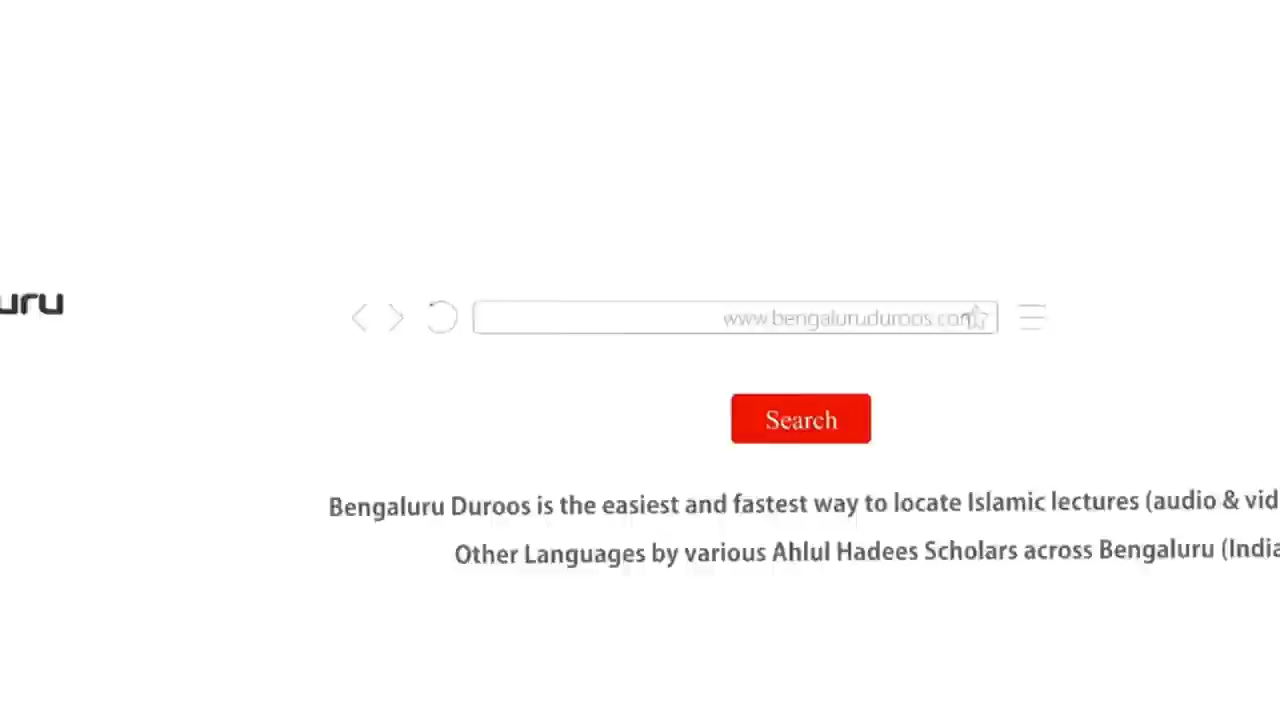 uru
www.bengaluruduroos.com
Search
Bengaluru Duroos is the easiest and fastest way to locate Islamic lectures (audio & vid
Other Languages by various Ahlul Hadees Scholars across Bengaluru (India